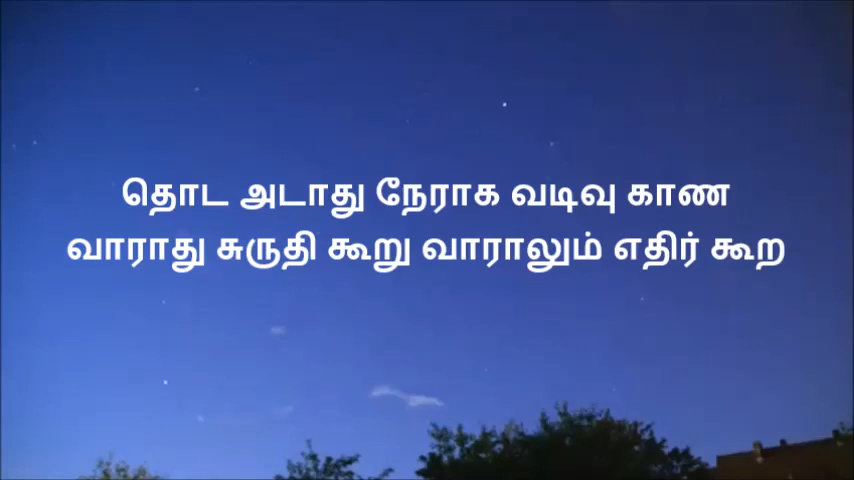 தொட அடாது நேராக வடிவு காண
வாராது சுருதி கூறு வாராலும் எதிர் கூற